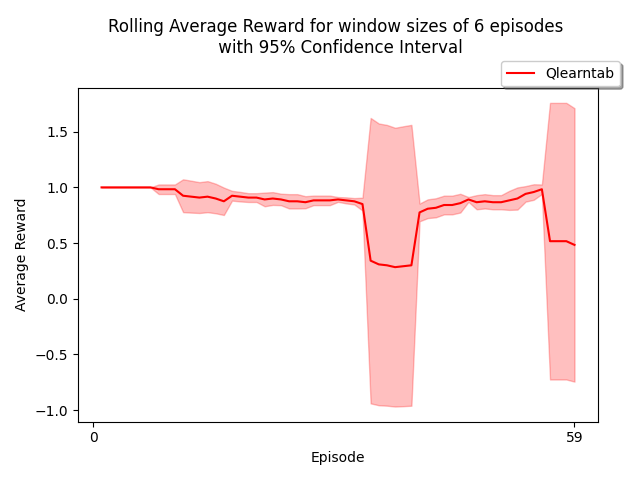 Rolling Average Reward for window sizes of 6 episodes
with 95% Confidence Interval
Qlearntab
1.5
1.0
0.5
0.0
−0.5
−1.0
Average Reward
0
59
Episode